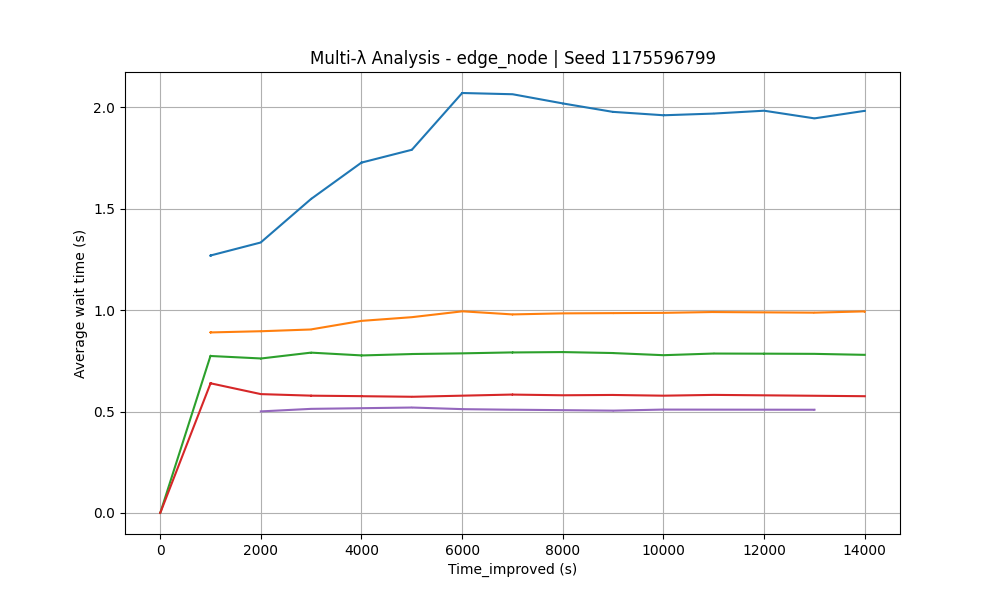 Multi-λ Analysis - edge_node | Seed 1175596799
Average wait time (s)
2.0
1.5
1.0
0.5
0.0
0 2000 4000 6000 8000 10000 12000 14000
Time_improved (s)